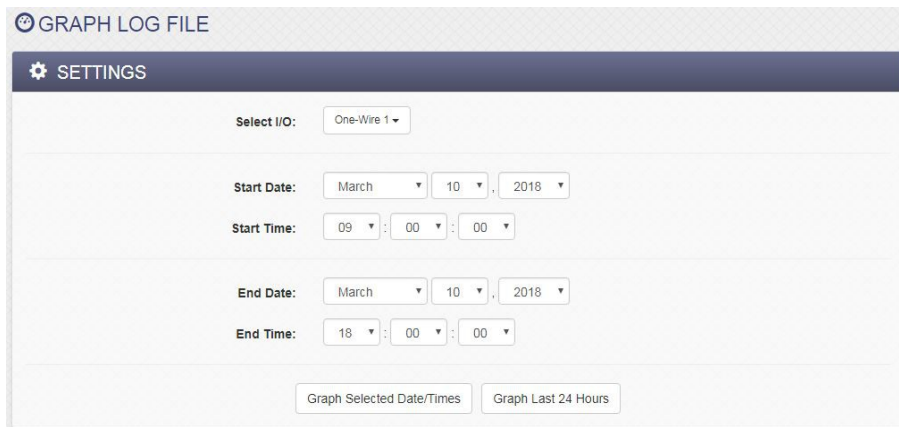 GRAPH LOG FILE
SETTINGS
Select I/O: One-Wire 1
Start Date: March 10 , 2018
Start Time: 09 : 00 : 00
End Date: March 10 , 2018
End Time: 18 : 00 : 00
Graph Selected Date/Times Graph Last 24 Hours